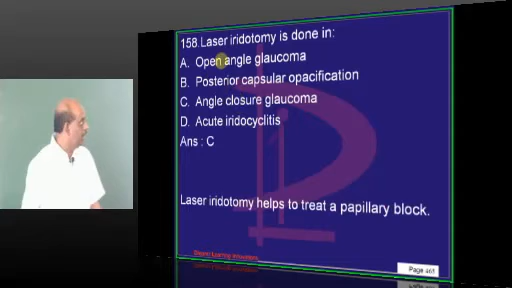 158.Laser iridotomy is done in:
A. Open angle glaucoma
B. Posterior capsular opacification
C. Angle closure glaucoma
D. Acute iridocyclitis
Ans : C
Laser iridotomy helps to treat a papillary block.
Page 465